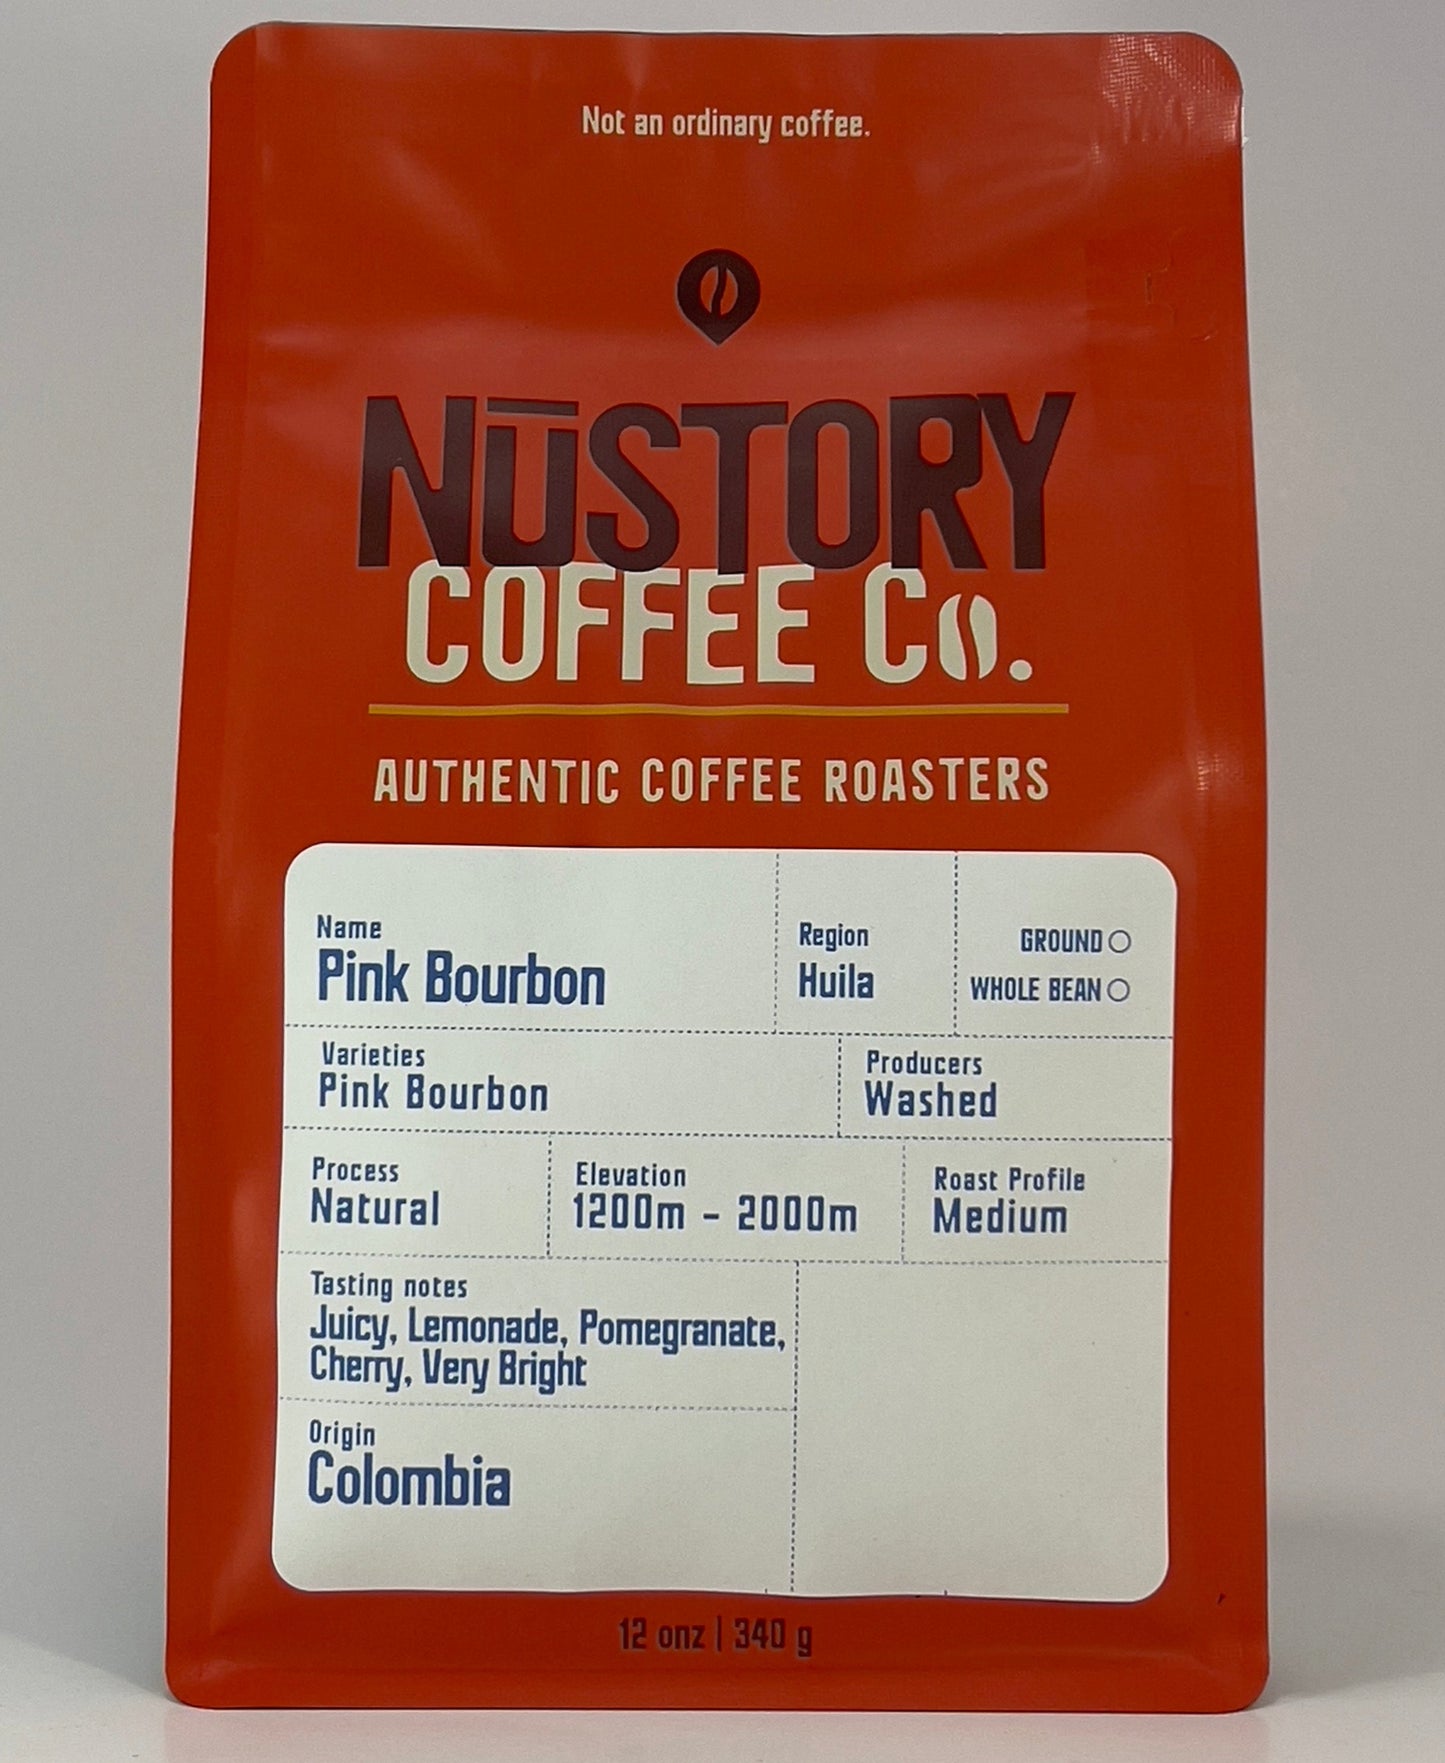 Not an ordinary coffee.
NŪSTORY
COFFEE CO.
AUTHENTIC COFFEE ROASTERS
Name
Pink Bourbon
Region
Huila
GROUND
WHOLE BEAN
Varieties
Pink Bourbon
Producers
Washed
Process
Natural
Elevation
1200m - 2000m
Roast Profile
Medium
Tasting notes
Juicy, Lemonade, Pomegranate,
Cherry, Very Bright
Origin
Colombia
12 onz | 340 g